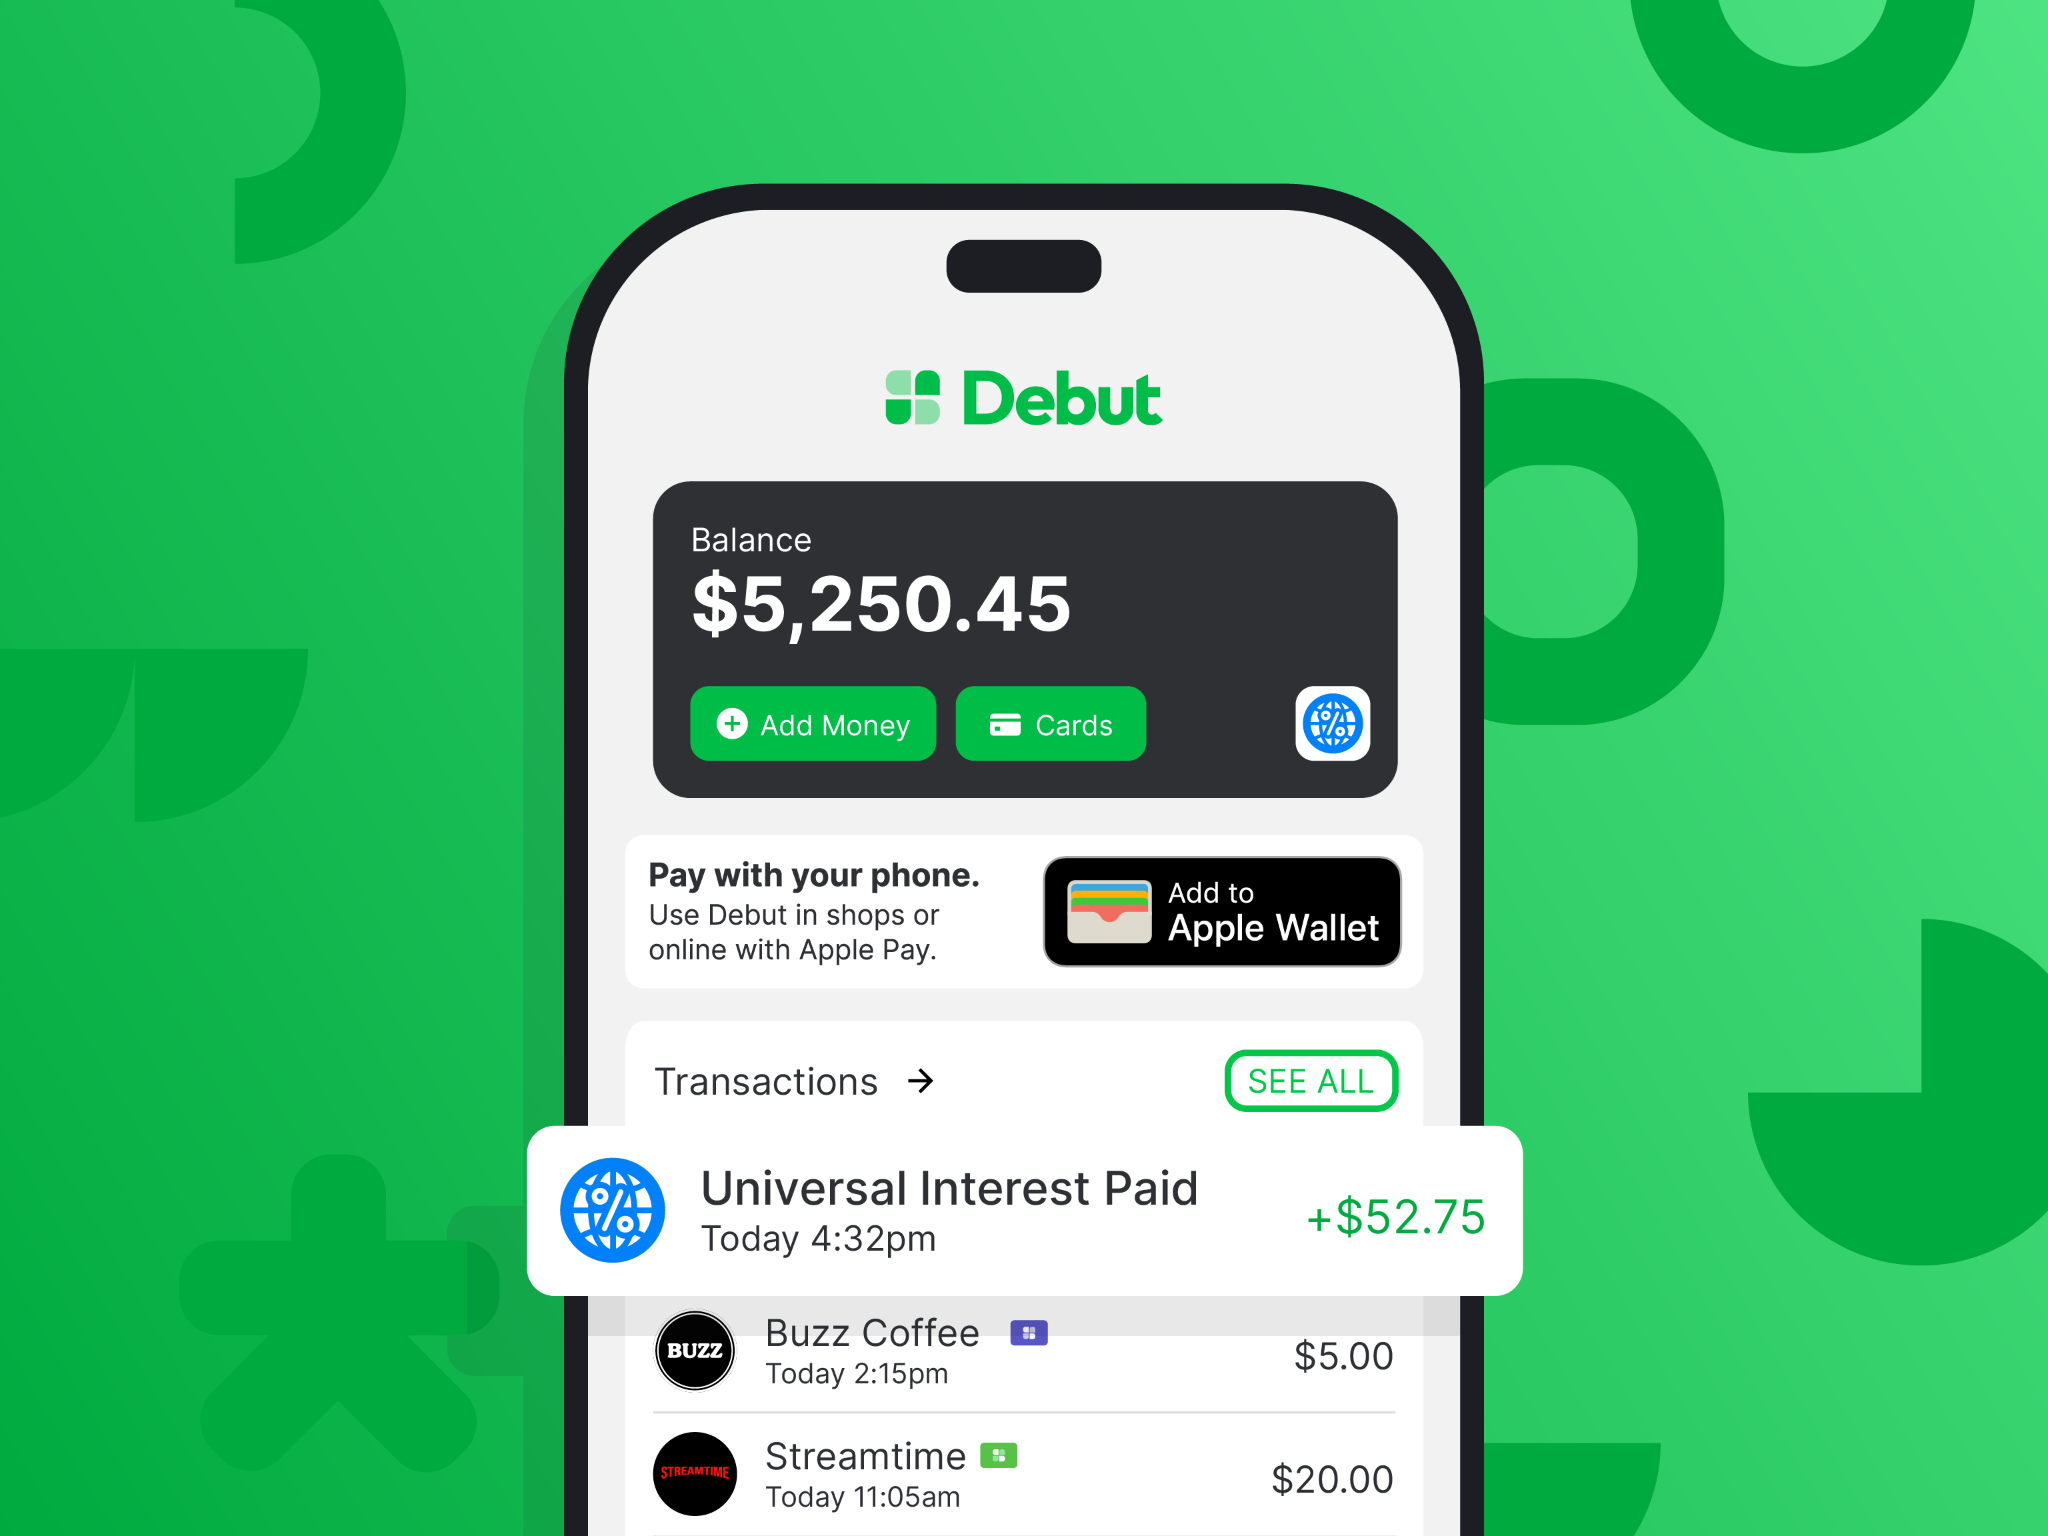 Debut
Balance
$5,250.45
Add Money
Cards
Pay with your phone.
Use Debut in shops or
online with Apple Pay.
Add to
Apple Wallet
Transactions
SEE ALL
Universal Interest Paid
Today 4:32pm
+$52.75
BUZZ
Buzz Coffee
Today 2:15pm
$5.00
STREAMTIME
Streamtime
Today 11:05am
$20.00